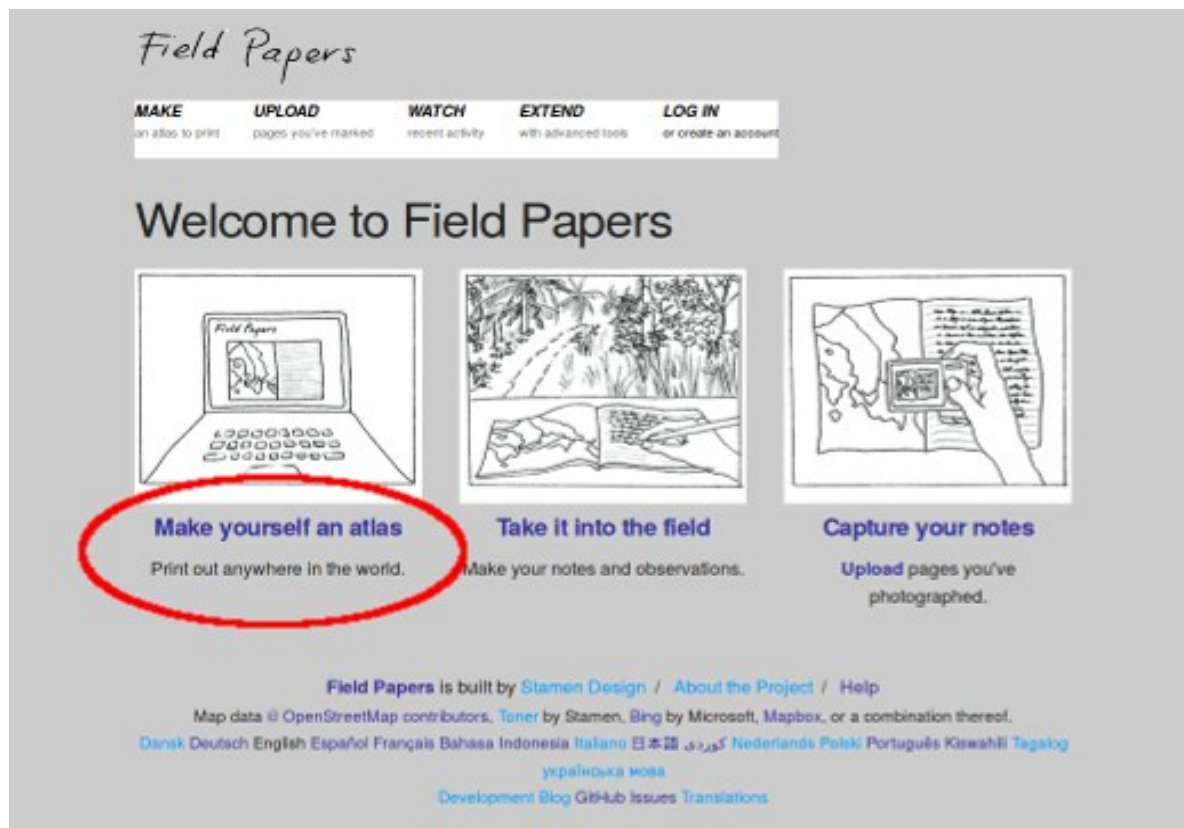 Field Papers
MAKE UPLOAD WATCH EXTEND LOG IN
an atlas to print pages you've marked recent activity with advanced tools or create an account
Welcome to Field Papers
Field Papers
Make yourself an atlas Take it into the field Capture your notes
Print out anywhere in the world. Make your notes and observations. Upload pages you've
photographed.
Field Papers is built by Stamen Design / About the Project / Help
Map data © OpenStreetMap contributors, Toner by Stamen, Bing by Microsoft, Mapbox, or a combination thereof.
Dansk Deutsch English Español Français Bahasa Indonesia Italiano 日本語 كوردی Nederlands Polski Português Kiswahili Tagalog
українська мова
Development Blog GitHub Issues Translations